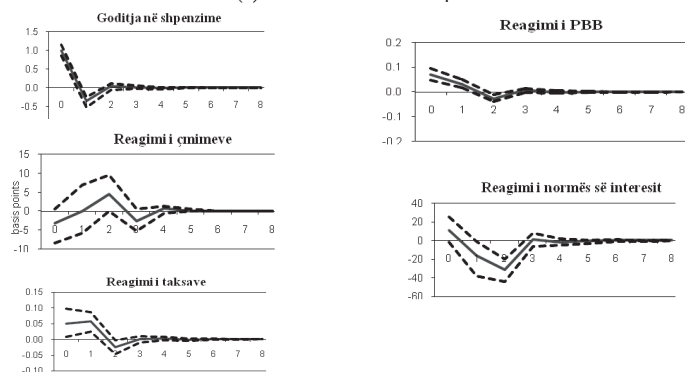 Goditja në shpenzime
1.5
1.0
0.5
0.0
-0.5
0 1 2 3 4 5 6 7 8
Reagimi i PBB
0.2
0.1
0.0
-0.1
-0.2
0 1 2 3 4 5 6 7 8
Reagimi i çmimeve
basis points
15
10
5
0
-5
-10
0 1 2 3 4 5 6 7 8
Reagimi i normës së interesit
40
20
0
-20
-40
-60
0 1 2 3 4 5 6 7 8
Reagimi i taksave
0.15
0.10
0.05
0.00
-0.05
-0.10
0 1 2 3 4 5 6 7 8